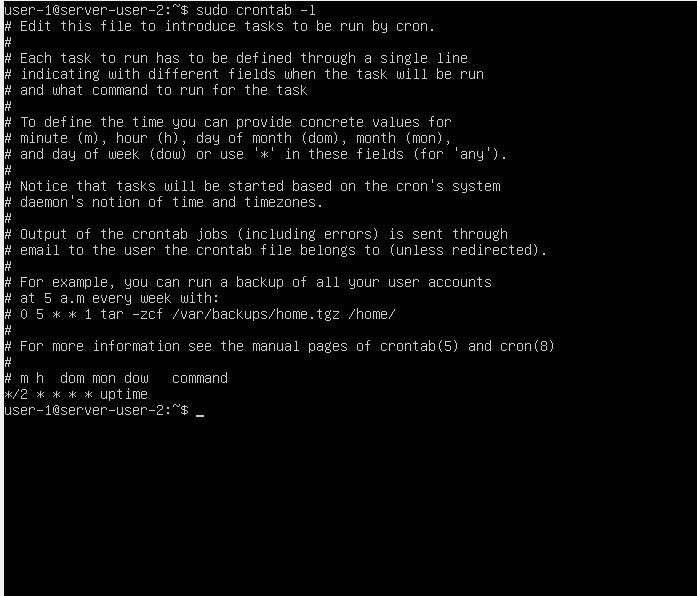 user-1@server-user-2:~$ sudo crontab -l
# Edit this file to introduce tasks to be run by cron.
#
# Each task to run has to be defined through a single line
# indicating with different fields when the task will be run
# and what command to run for the task
#
# To define the time you can provide concrete values for
# minute (m), hour (h), day of month (dom), month (mon),
# and day of week (dow) or use '*' in these fields (for 'any').
#
# Notice that tasks will be started based on the cron's system
# daemon's notion of time and timezones.
#
# Output of the crontab jobs (including errors) is sent through
# email to the user the crontab file belongs to (unless redirected).
#
# For example, you can run a backup of all your user accounts
# at 5 a.m every week with:
# 0 5 * * 1 tar -zcf /var/backups/home.tgz /home/
#
# For more information see the manual pages of crontab(5) and cron(8)
#
# m h  dom mon dow   command
*/2 * * * * uptime
user-1@server-user-2:~$ _